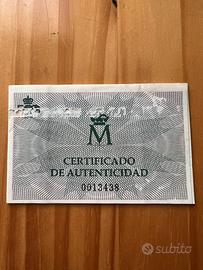 M
CERTIFICADO
DE AUTENTICIDAD
0013438
subito